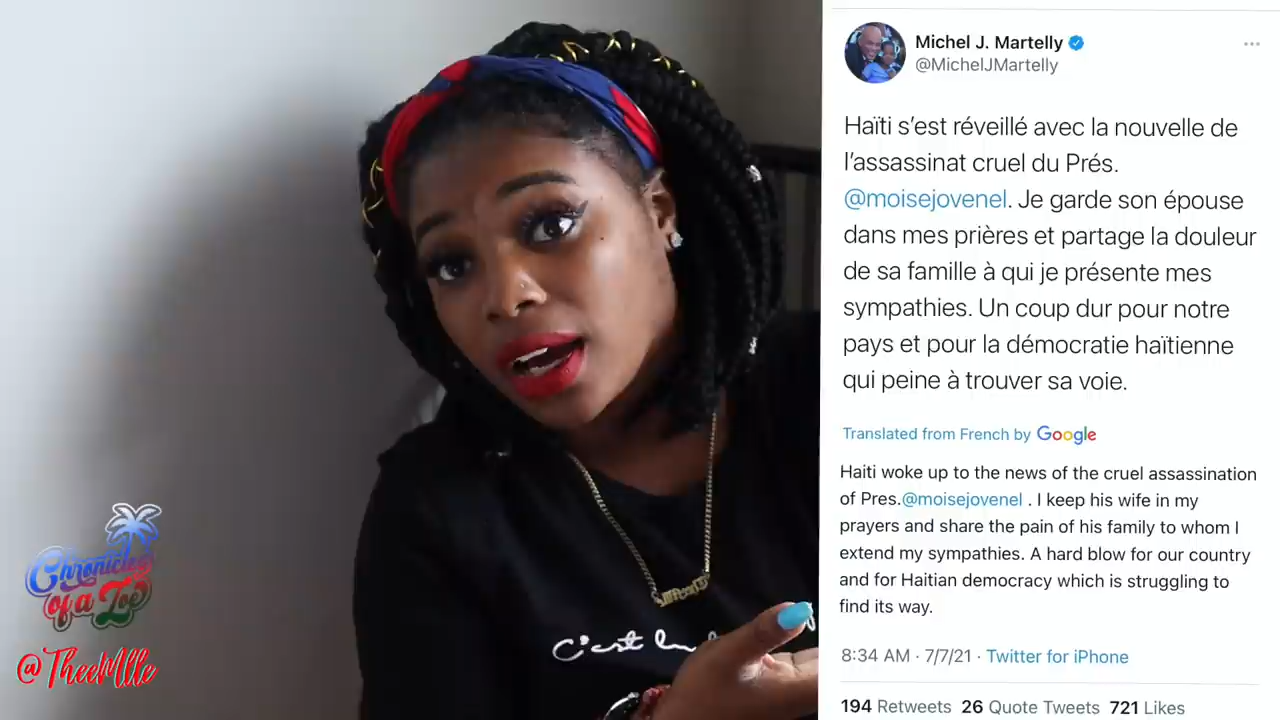 Michel J. Martelly
@MichelJMartelly
Haïti s'est réveillé avec la nouvelle de
l'assassinat cruel du Prés.
@moisejovenel. Je garde son épouse
dans mes prières et partage la douleur
de sa famille à qui je présente mes
sympathies. Un coup dur pour notre
pays et pour la démocratie haïtienne
qui peine à trouver sa voie.
Translated from French by Google
Haiti woke up to the news of the cruel assassination
of Pres.@moisejovenel . I keep his wife in my
prayers and share the pain of his family to whom I
extend my sympathies. A hard blow for our country
and for Haitian democracy which is struggling to
find its way.
8:34 AM · 7/7/21 · Twitter for iPhone
194 Retweets 26 Quote Tweets 721 Likes
Chronicles
of a Zoe
@TheeMlle
C'est